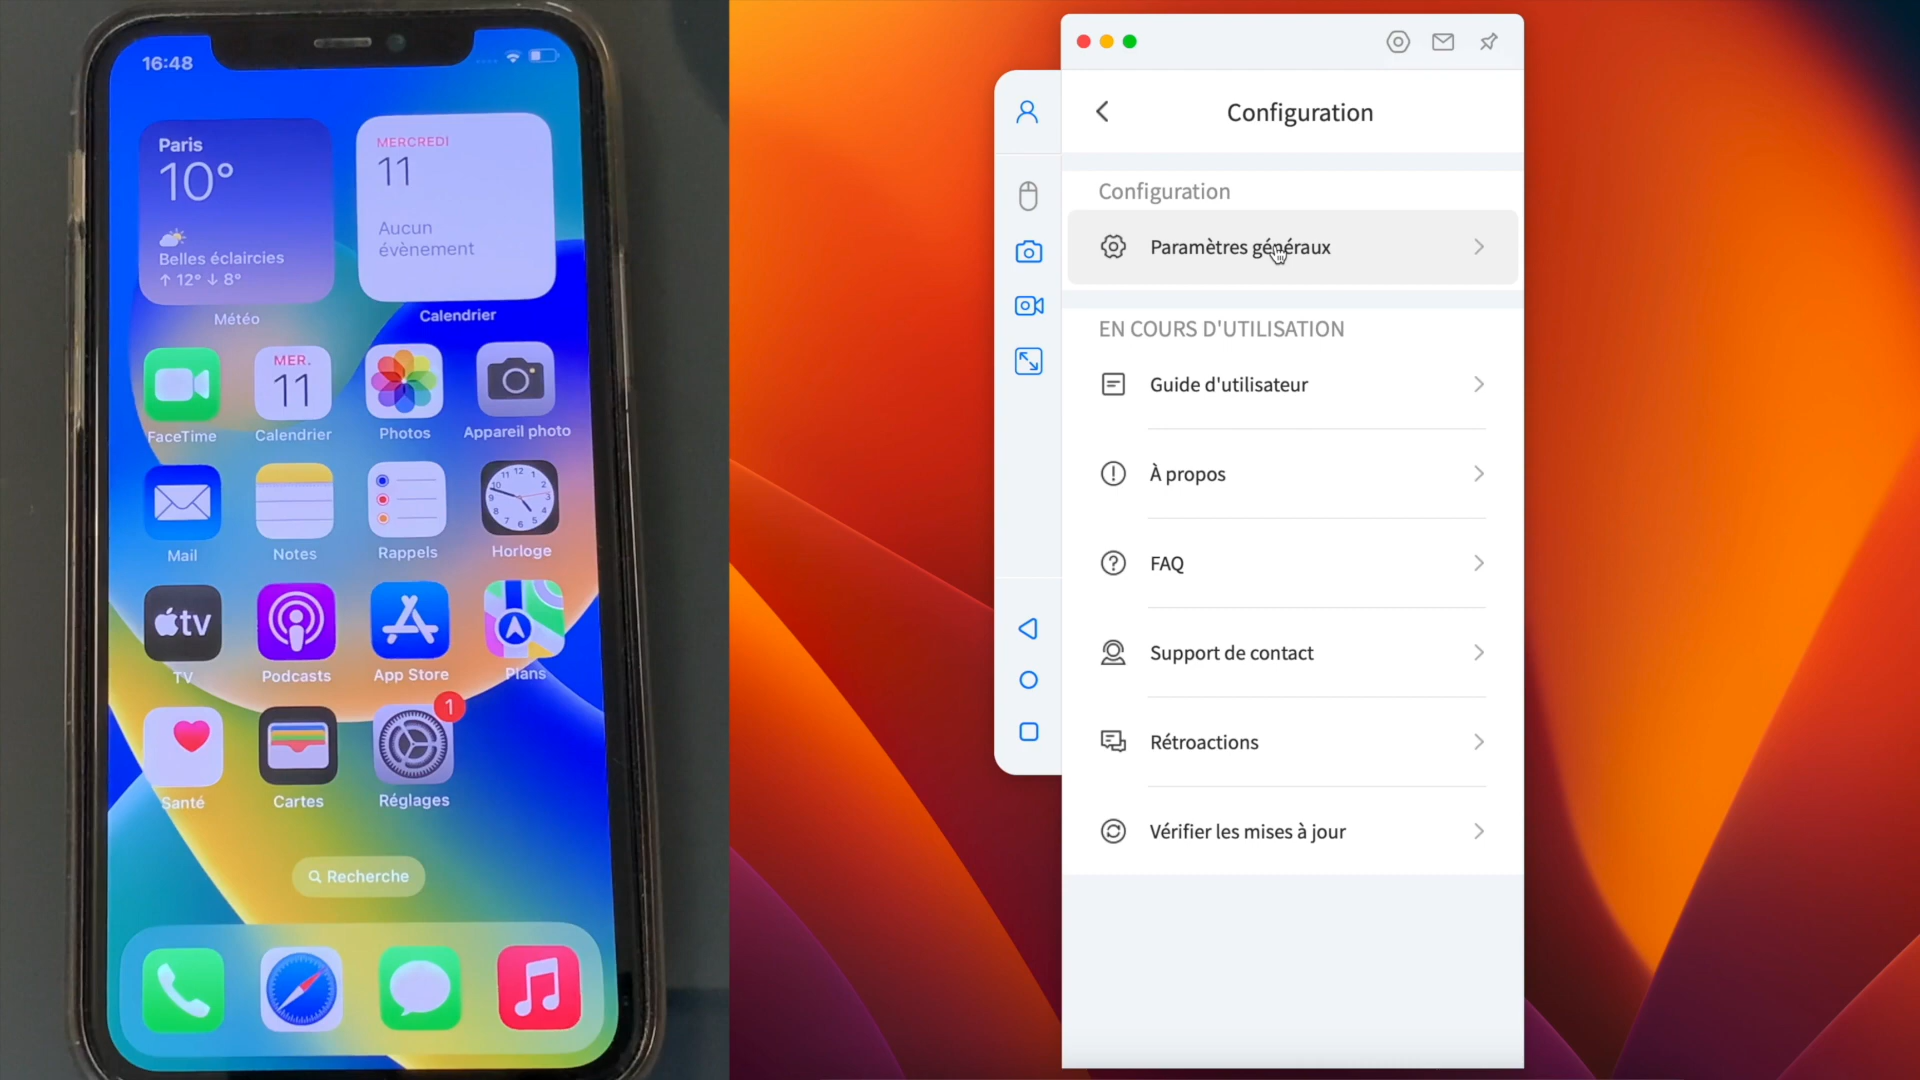 16:48
Paris
10°
Belles éclaircies
↑ 12° ↓ 8°
Météo
MERCREDI
11
Aucun
évènement
Calendrier
FaceTime
MER.
11
Calendrier
Photos
Appareil photo
Mail
Notes
Rappels
Horloge
tv
TV
Podcasts
App Store
Plans
Santé
Cartes
1
Réglages
Recherche
Configuration
Configuration
Paramètres généraux
EN COURS D'UTILISATION
Guide d'utilisateur
À propos
FAQ
Support de contact
Rétroactions
Vérifier les mises à jour